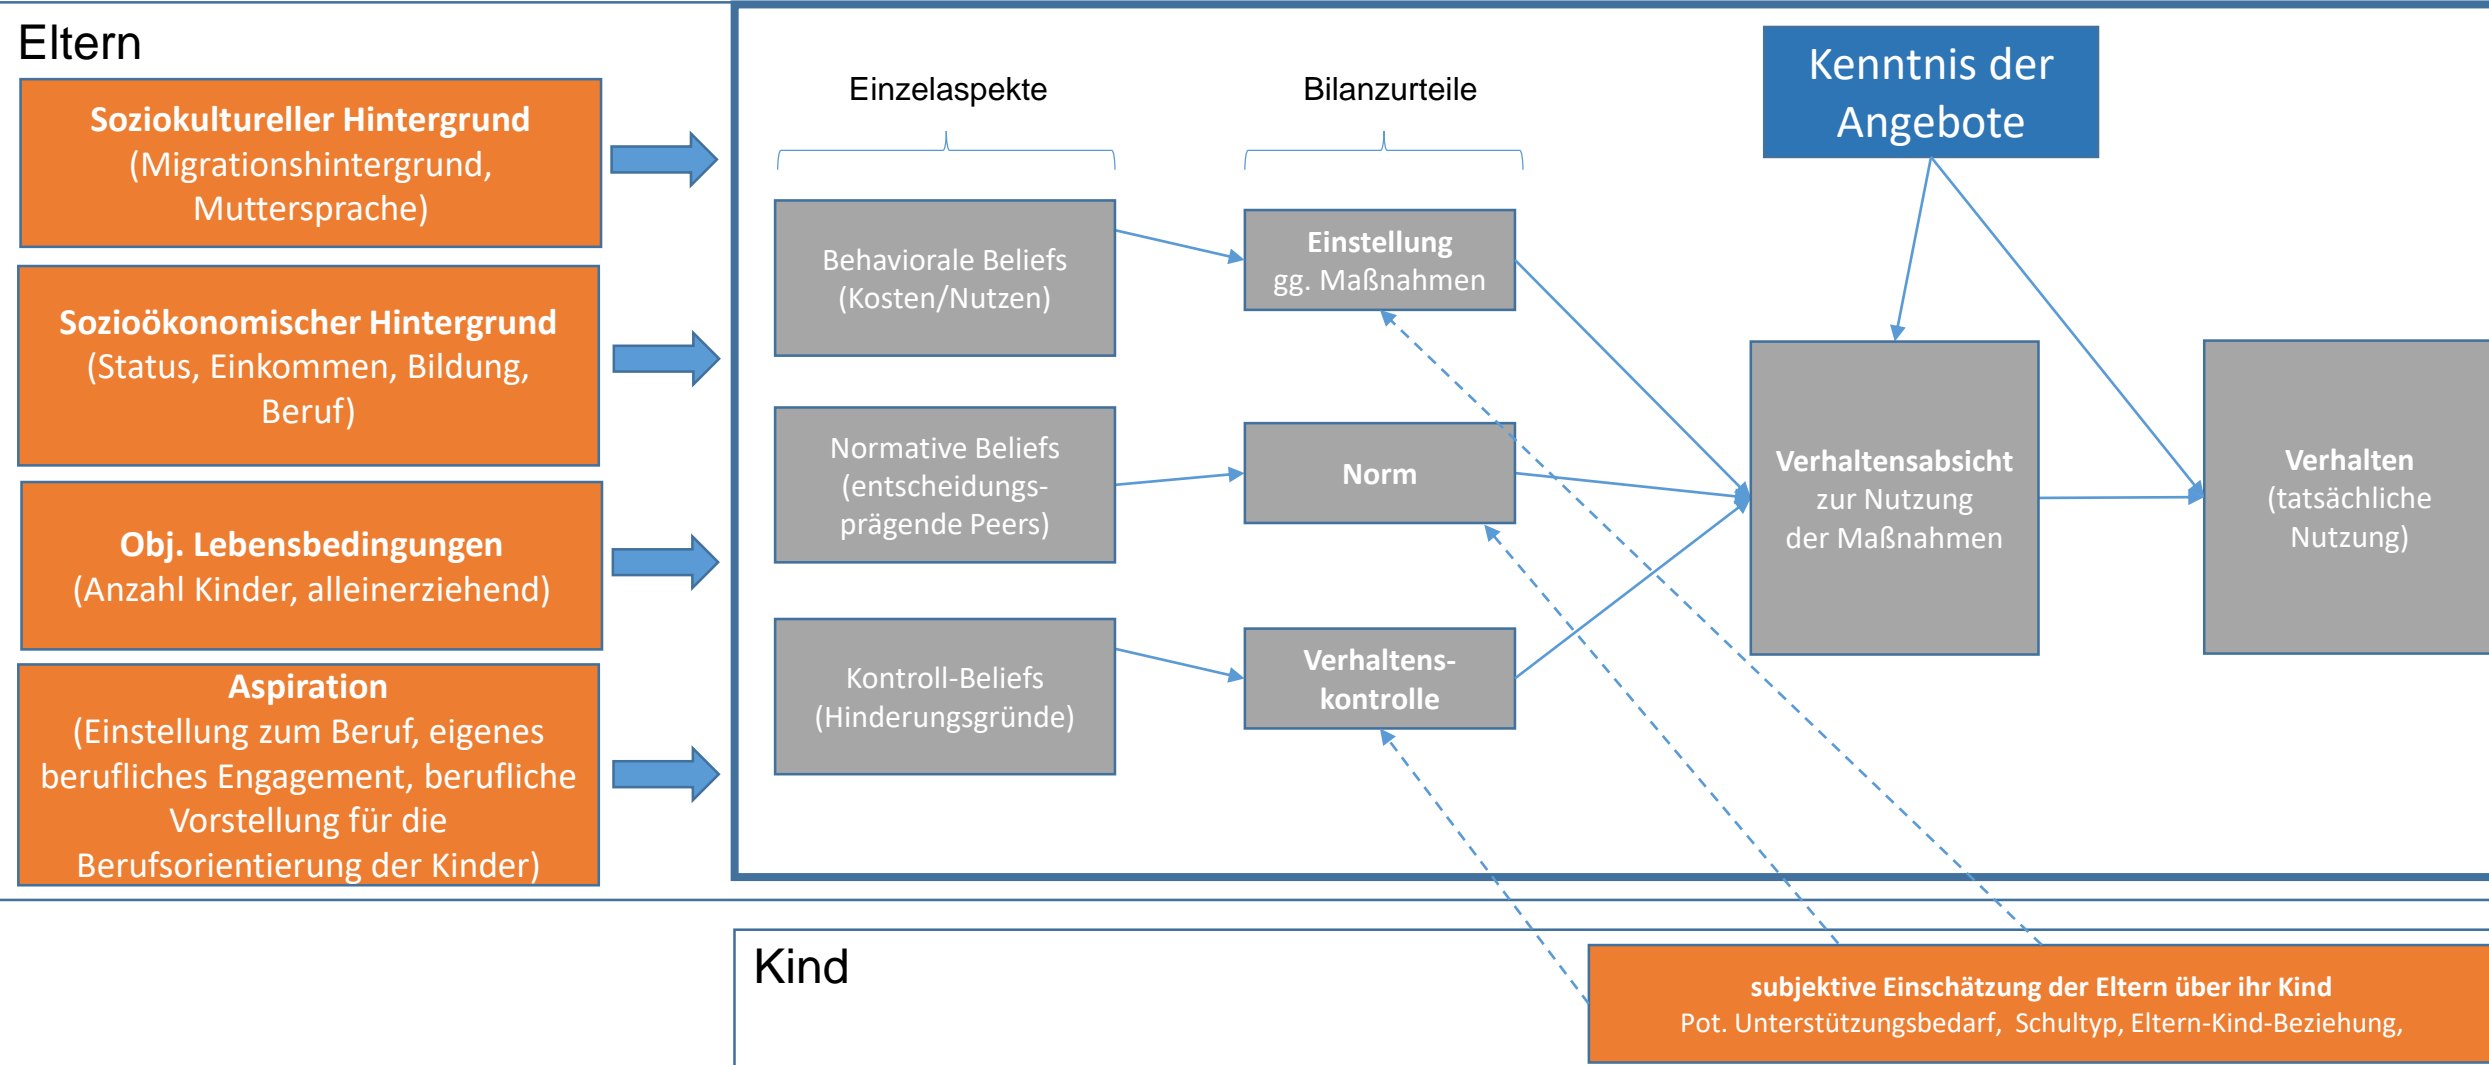 Eltern
Soziokultureller Hintergrund
(Migrationshintergrund,
Muttersprache)
Sozioökonomischer Hintergrund
(Status, Einkommen, Bildung,
Beruf)
Obj. Lebensbedingungen
(Anzahl Kinder, alleinerziehend)
Aspiration
(Einstellung zum Beruf, eigenes
berufliches Engagement, berufliche
Vorstellung für die
Berufsorientierung der Kinder)
Einzelaspekte
Behaviorale Beliefs
(Kosten/Nutzen)
Normative Beliefs
(entscheidungs-
prägende Peers)
Kontroll-Beliefs
(Hinderungsgründe)
Bilanzurteile
Einstellung
gg. Maßnahmen
Norm
Verhaltens-
kontrolle
Kenntnis der
Angebote
Verhaltensabsicht
zur Nutzung
der Maßnahmen
Verhalten
(tatsächliche
Nutzung)
Kind
subjektive Einschätzung der Eltern über ihr Kind
Pot. Unterstützungsbedarf,  Schultyp, Eltern-Kind-Beziehung,